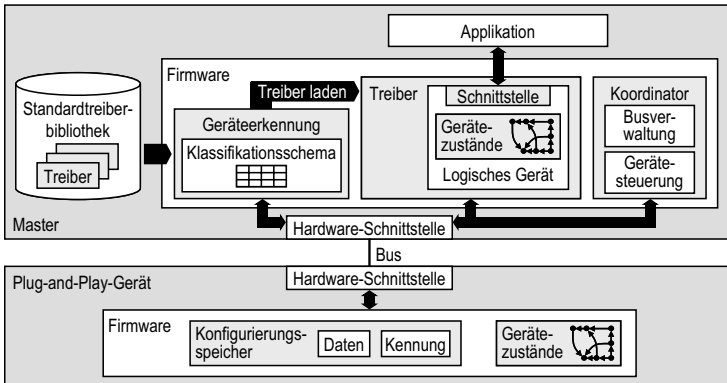 Applikation
Firmware
Treiber laden
Standardtreiber-
bibliothek
Treiber
Geräteerkennung
Klassifikationsschema
Treiber
Schnittstelle
Geräte-
zustände
Logisches Gerät
Koordinator
Busver-
waltung
Geräte-
steuerung
Master
Hardware-Schnittstelle
Bus
Hardware-Schnittstelle
Plug-and-Play-Gerät
Firmware
Konfigurierungs-
speicher
Daten
Kennung
Geräte-
zustände